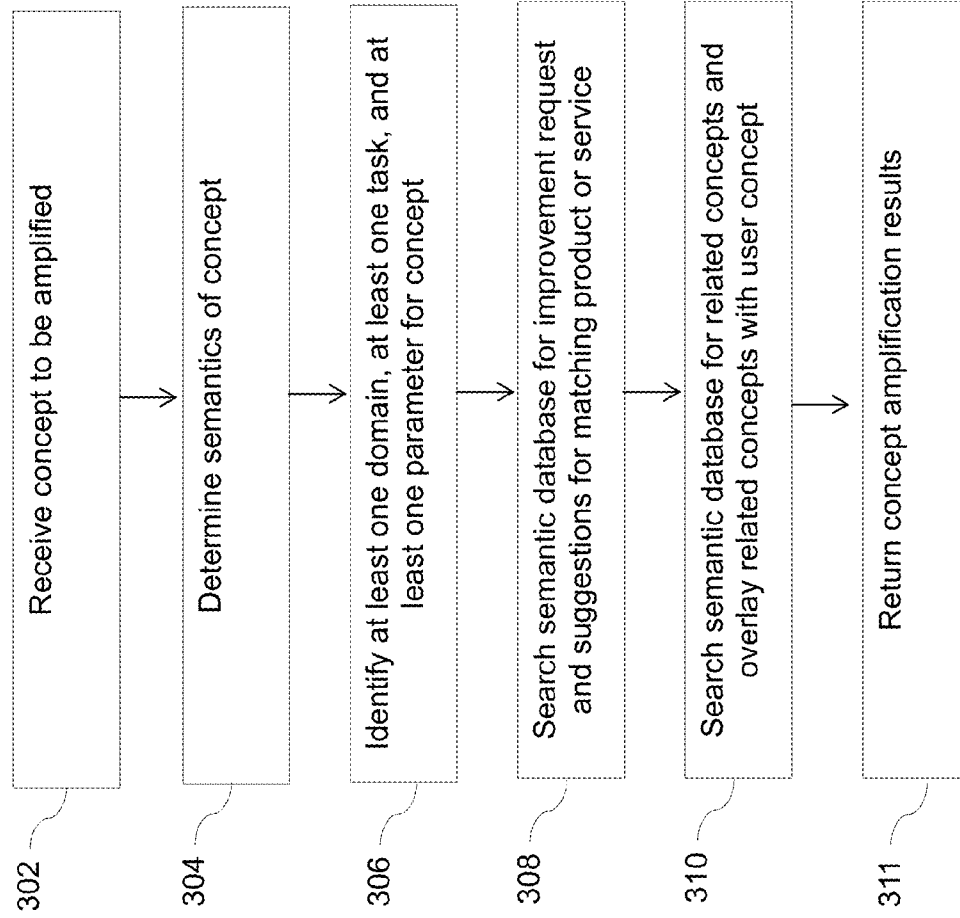 302
Receive concept to be amplified
304
Determine semantics of concept
306
Identify at least one domain, at least one task, and at
least one parameter for concept
308
Search semantic database for improvement request
and suggestions for matching product or service
310
Search semantic database for related concepts and
overlay related concepts with user concept
311
Return concept amplification results